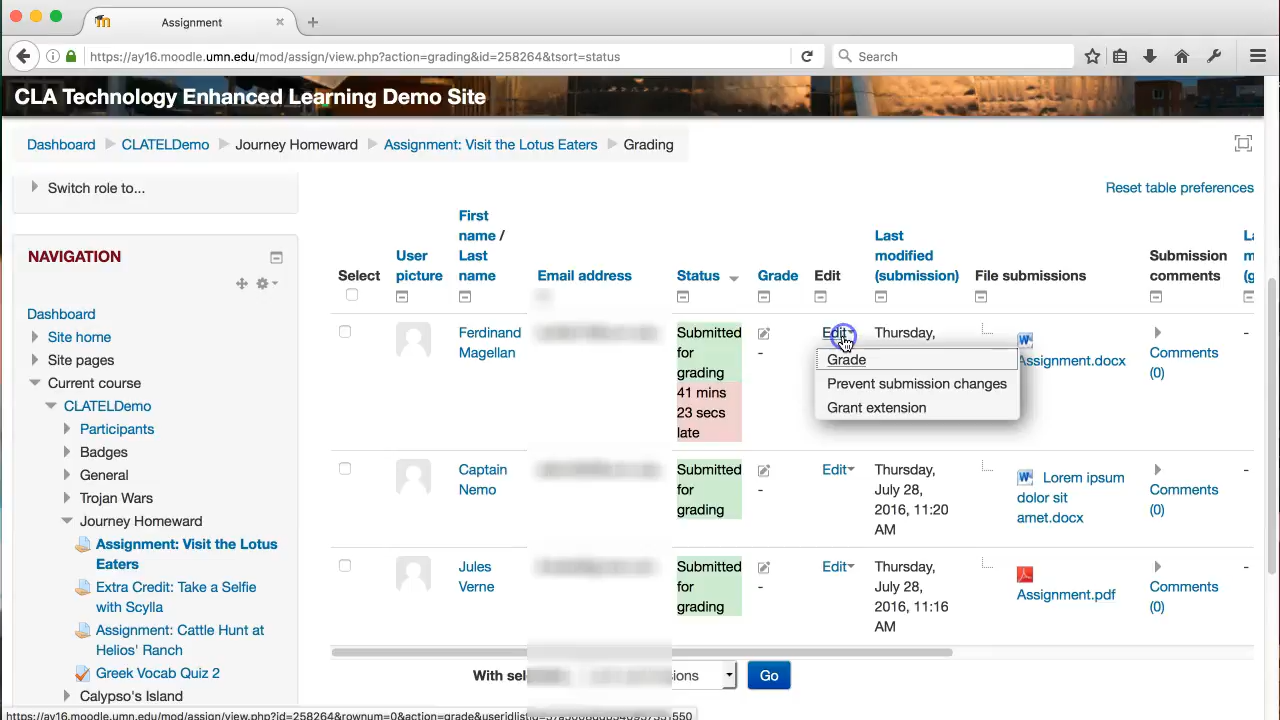 Assignment
https://ay16.moodle.umn.edu/mod/assign/view.php?action=grading&id=258264&tsort=status
Search
CLA Technology Enhanced Learning Demo Site
Dashboard CLATELDemo Journey Homeward Assignment: Visit the Lotus Eaters Grading
Switch role to...
Reset table preferences
NAVIGATION
Dashboard
Site home
Site pages
Current course
CLATELDemo
Participants
Badges
General
Trojan Wars
Journey Homeward
Assignment: Visit the Lotus
Eaters
Extra Credit: Take a Selfie
with Scylla
Assignment: Cattle Hunt at
Helios' Ranch
Greek Vocab Quiz 2
Calypso's Island
Select
User
picture
First
name /
Last
name
Email address
Status
Grade
Edit
Last
modified
(submission)
File submissions
Submission
comments
Ferdinand
Magellan
Submitted
for
grading
41 mins
23 secs
late
-
Edit
Grade
Prevent submission changes
Grant extension
Thursday,
Assignment.docx
Comments
(0)
-
Captain
Nemo
Submitted
for
grading
-
Edit
Thursday,
July 28,
2016, 11:20
AM
Lorem ipsum
dolor sit
amet.docx
Comments
(0)
-
Jules
Verne
Submitted
for
grading
-
Edit
Thursday,
July 28,
2016, 11:16
AM
Assignment.pdf
Comments
(0)
-
With
Go